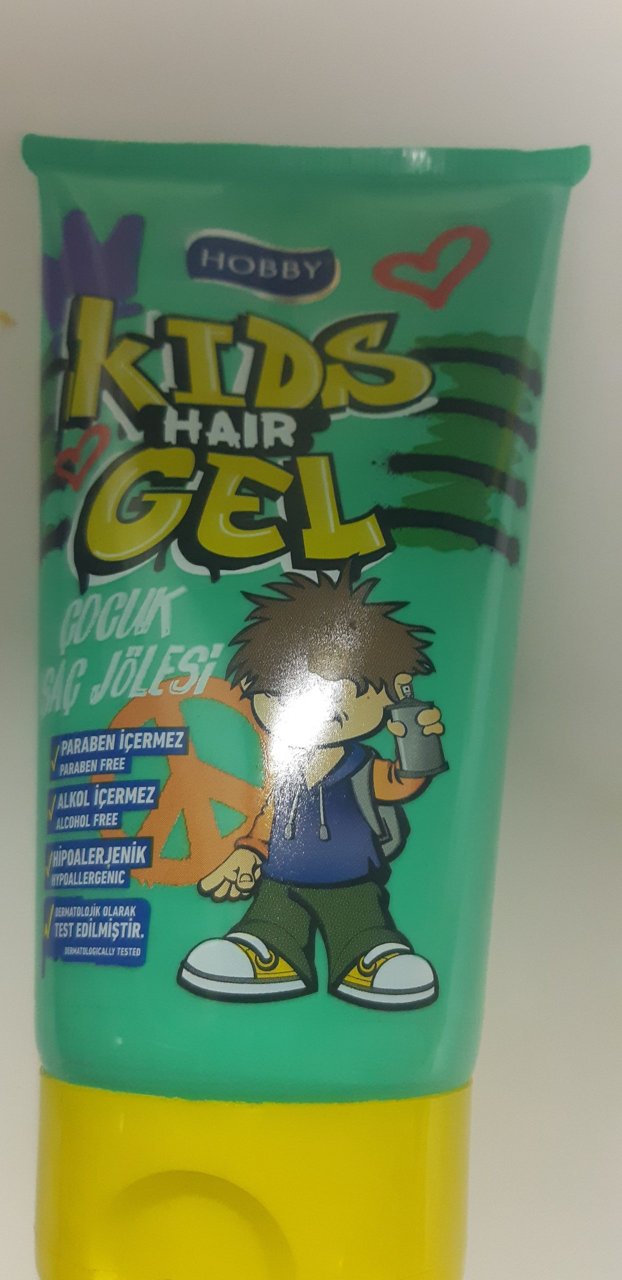 HOBBY
KIDS
HAIR
GEL
ÇOCUK
SAÇ JÖLESİ
PARABEN İÇERMEZ
PARABEN FREE
ALKOL İÇERMEZ
ALCOHOL FREE
HİPOALERJENİK
HYPOALLERGENIC
DERMATOLOJİK OLARAK
TEST EDİLMİŞTİR.
DERMATOLOGICALLY TESTED